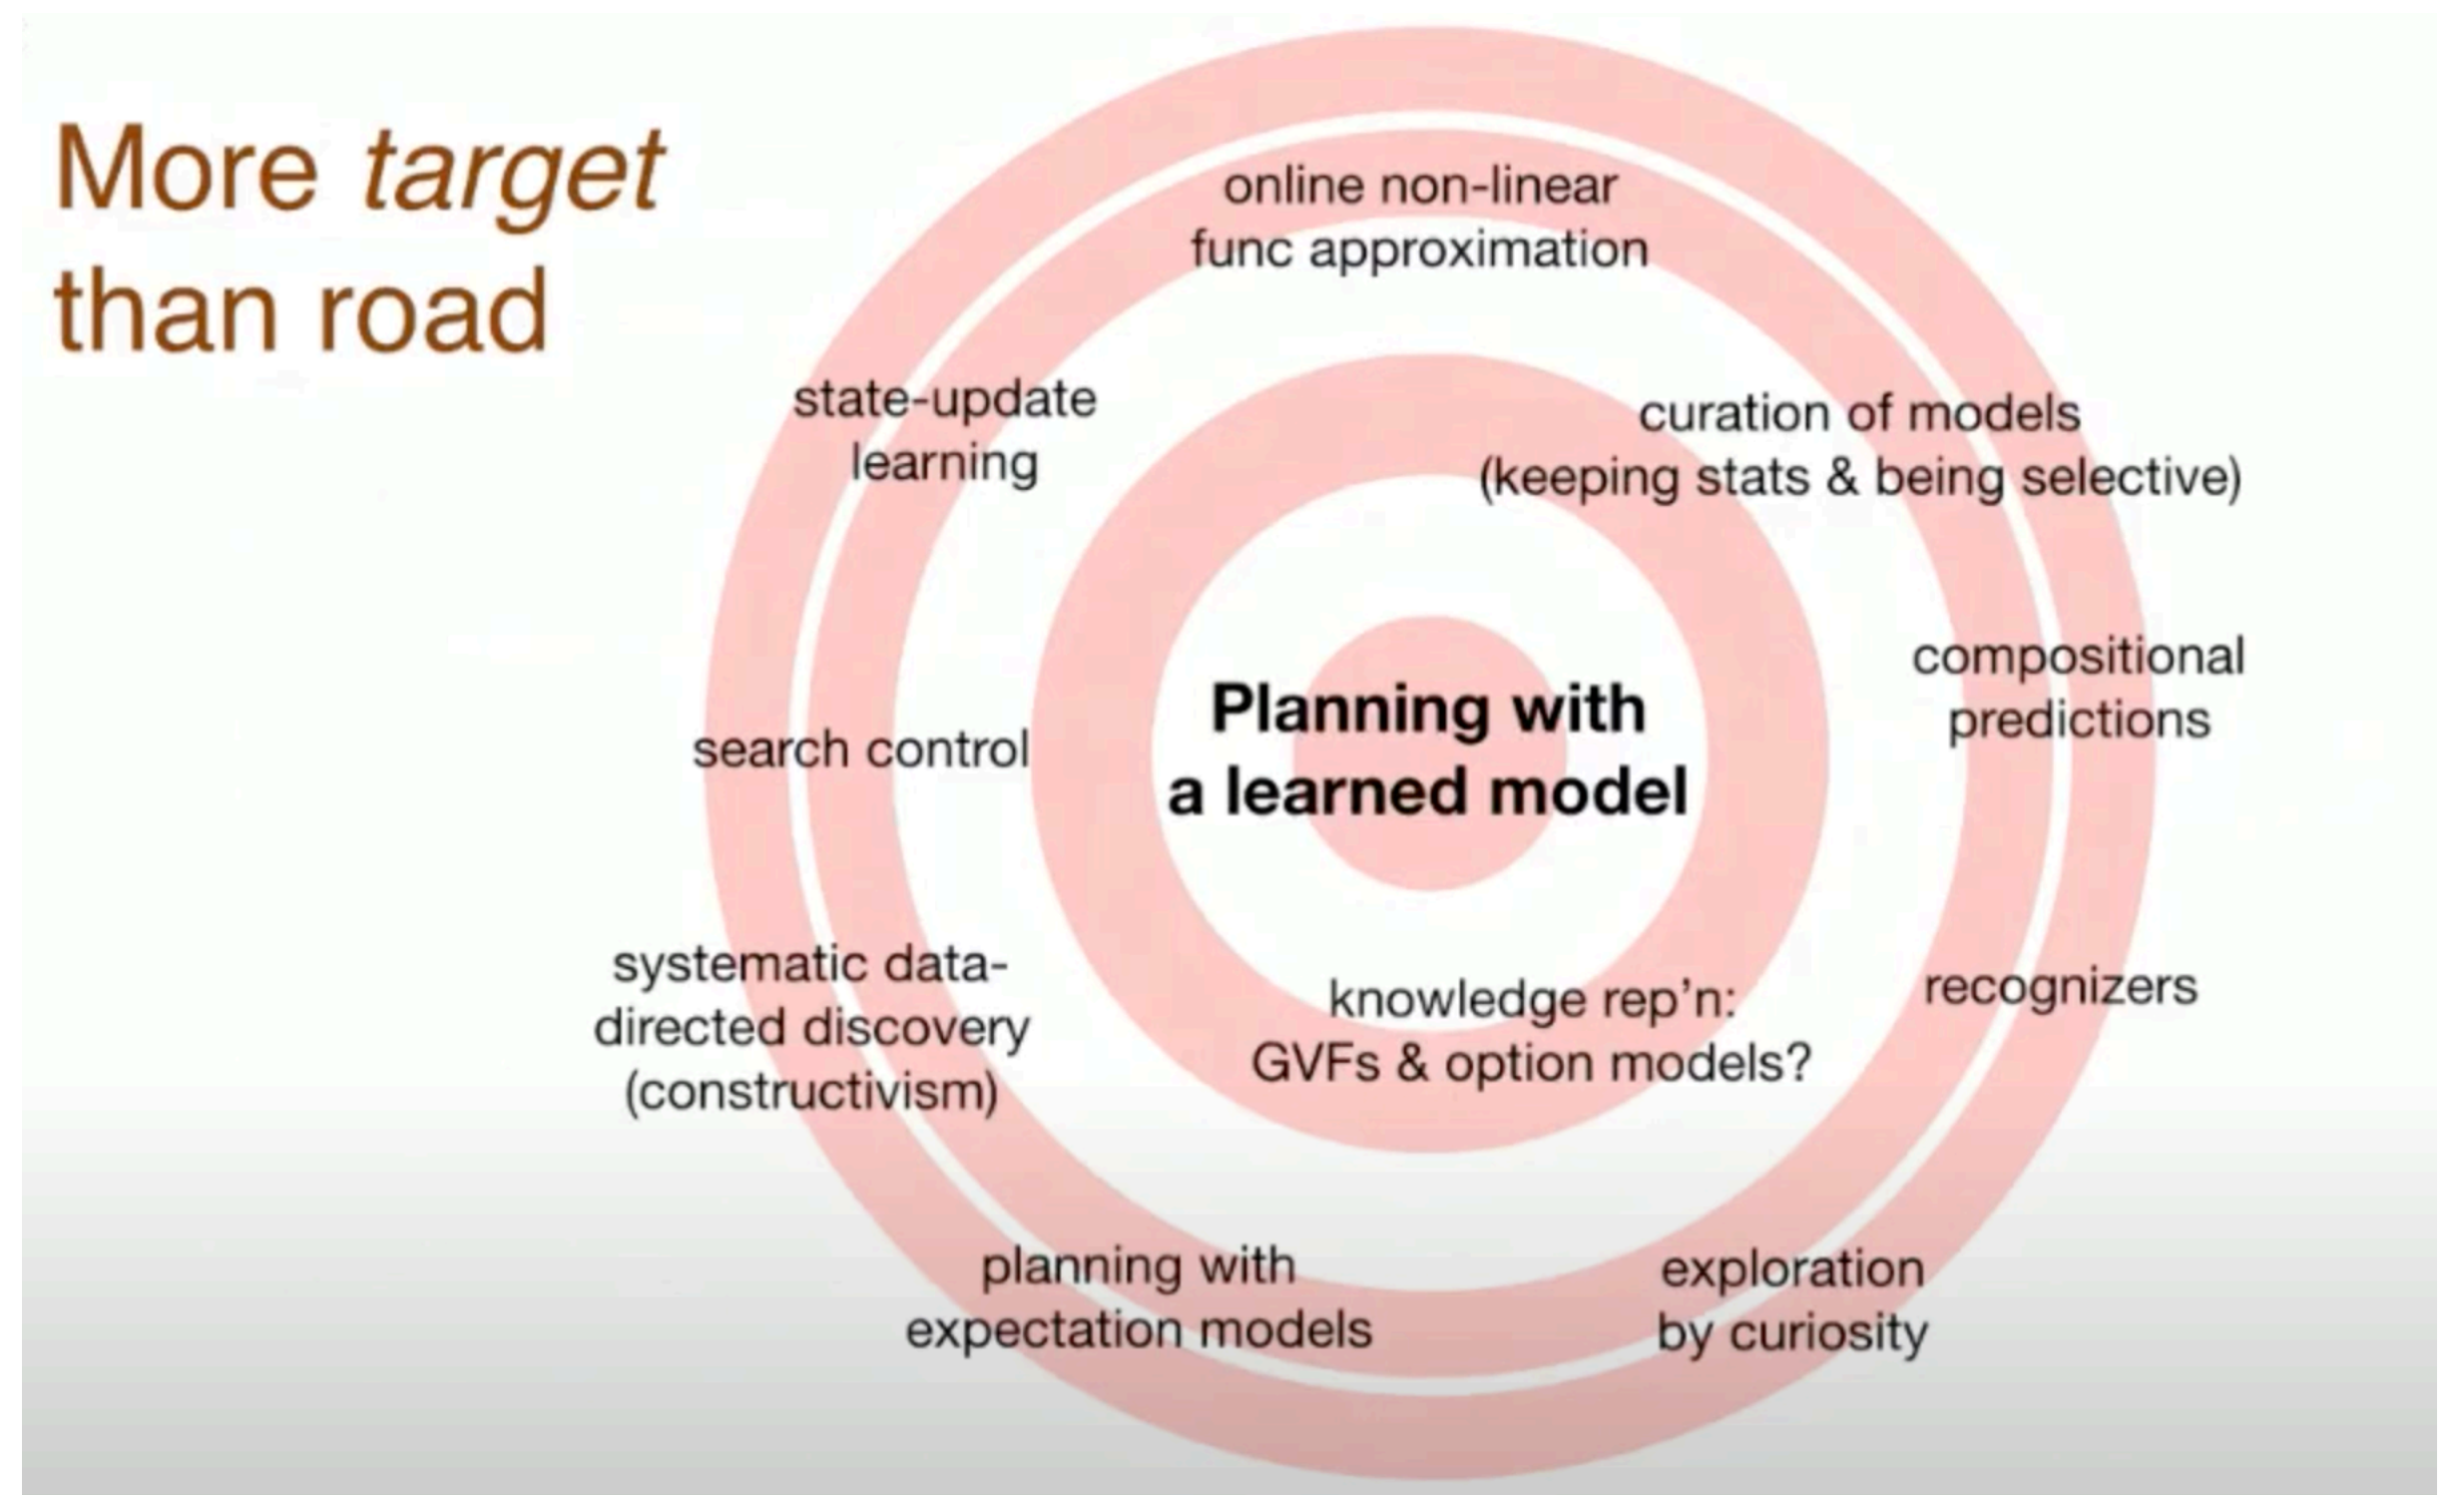 More target
than road
online non-linear
func approximation
state-update
learning
curation of models
(keeping stats & being selective)
compositional
predictions
Planning with
a learned model
search control
systematic data-
directed discovery
(constructivism)
knowledge rep'n:
GVFs & option models?
recognizers
planning with
expectation models
exploration
by curiosity